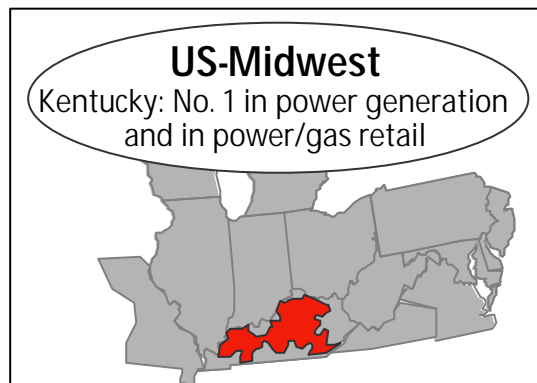 US-Midwest
Kentucky: No. 1 in power generation
and in power/gas retail